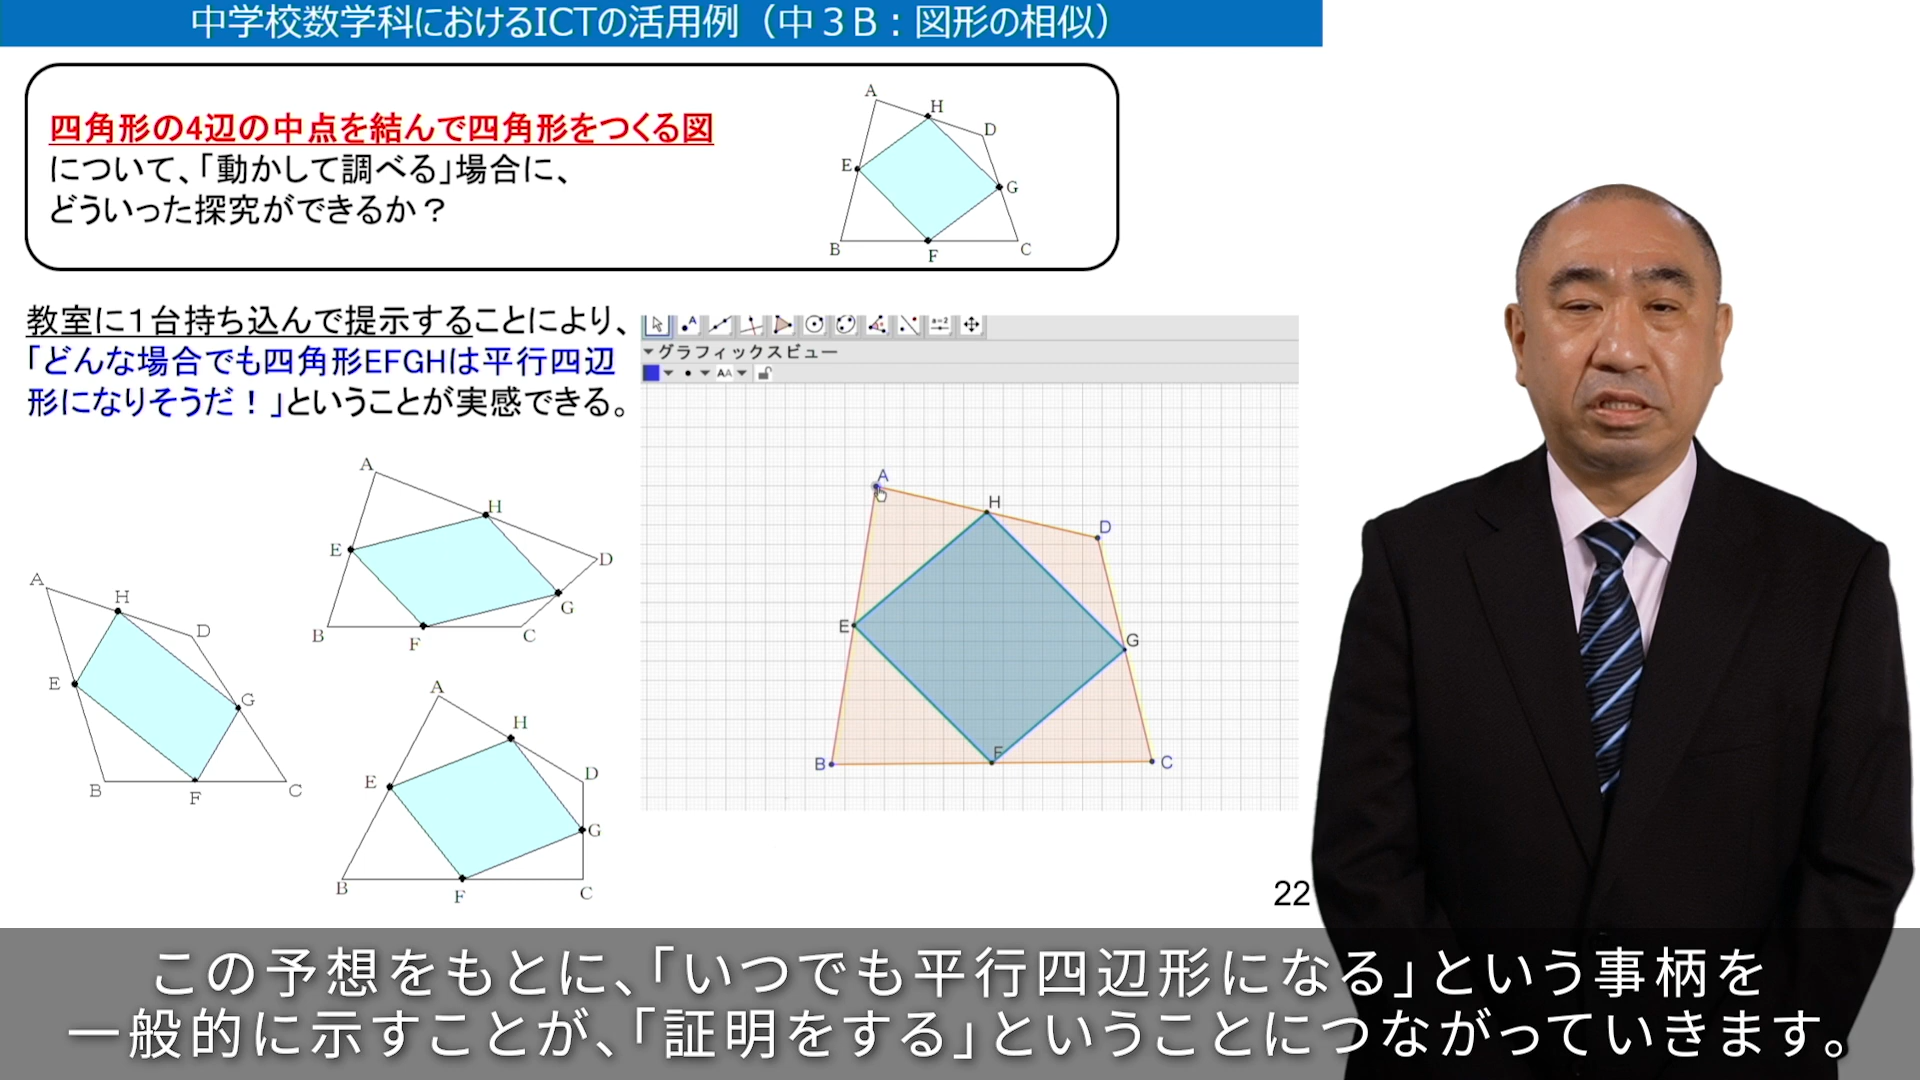 中学校数学科におけるICTの活用例（中３Ｂ：図形の相似）
四角形の4辺の中点を結んで四角形をつくる図
について、「動かして調べる」場合に、
どういった探究ができるか？
A
H
D
E
G
B
F
C
教室に１台持ち込んで提示することにより、
「どんな場合でも四角形EFGHは平行四辺
形になりそうだ！」ということが実感できる。
A
H
E
D
G
B
F
C
A
H
D
E
G
B
F
C
A
H
D
E
G
B
F
C
a=2
グラフィックスビュー
AA
A
H
D
E
G
F
B
C
22
この予想をもとに、「いつでも平行四辺形になる」という事柄を
一般的に示すことが、「証明をする」ということにつながっていきます。